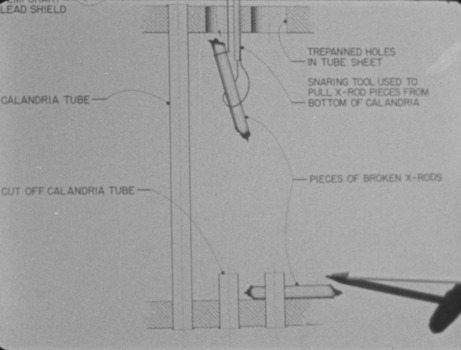 LEAD SHIELD
TREPANNED HOLES
IN TUBE SHEET
SNARING TOOL USED TO
PULL X-ROD PIECES FROM
BOTTOM OF CALANDRIA
CALANDRIA TUBE
PIECES OF BROKEN X-RODS
CUT OFF CALANDRIA TUBE